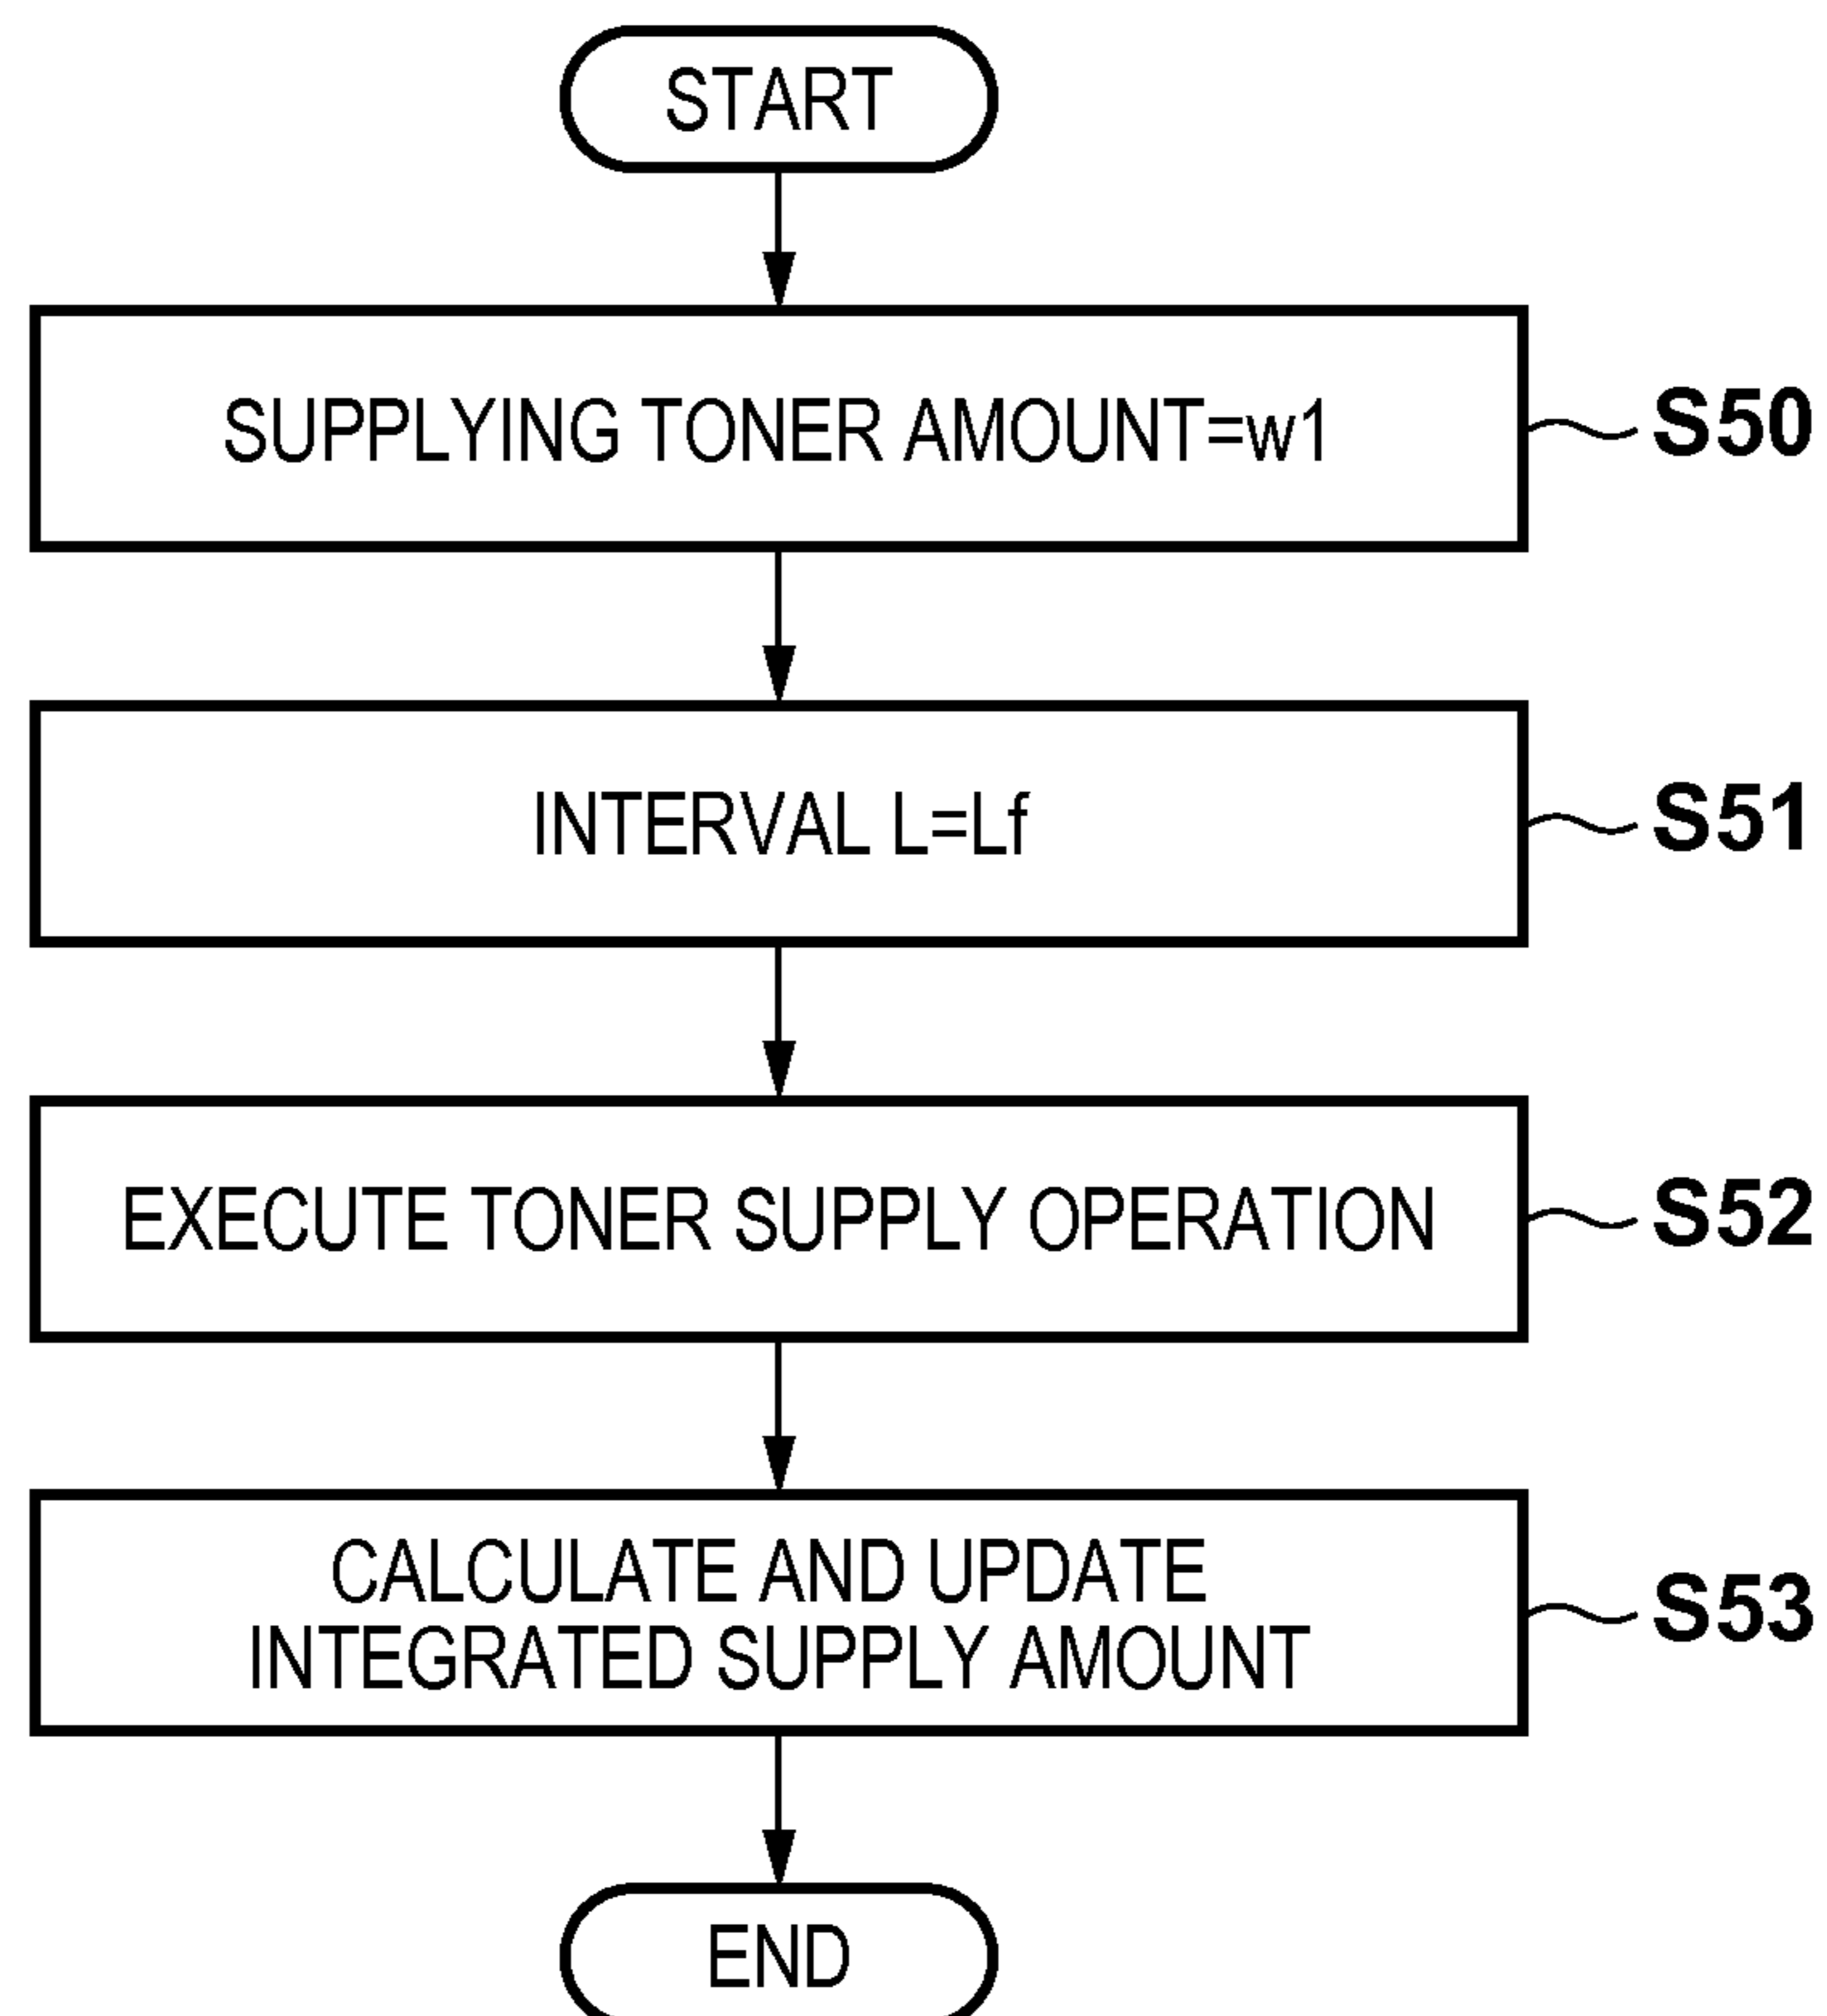 START
SUPPLYING TONER AMOUNT=w1
S50
INTERVAL L=Lf
S51
EXECUTE TONER SUPPLY OPERATION
S52
CALCULATE AND UPDATE
INTEGRATED SUPPLY AMOUNT
S53
END